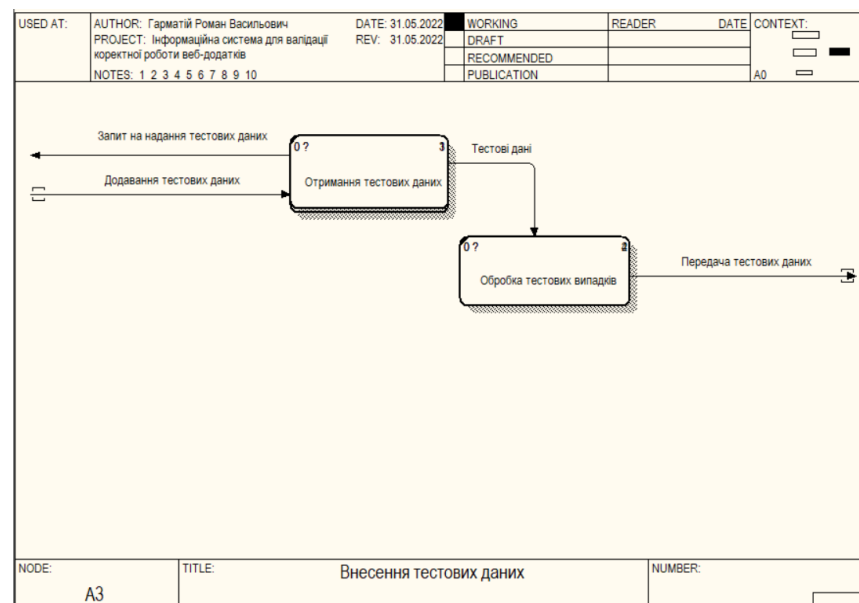 USED AT:
AUTHOR: Гарматій Роман Васильович
DATE: 31.05.2022
WORKING
READER
DATE
CONTEXT:
PROJECT: Інформаційна система для валідації
REV: 31.05.2022
DRAFT
коректної роботи веб-додатків
RECOMMENDED
NOTES: 1 2 3 4 5 6 7 8 9 10
PUBLICATION
A0
Запит на надання тестових даних
0 ?
Тестові дані
Додавання тестових даних
Отримання тестових даних
0 ?
Передача тестових даних
Обробка тестових випадків
NODE:
TITLE:
Внесення тестових даних
NUMBER:
A3